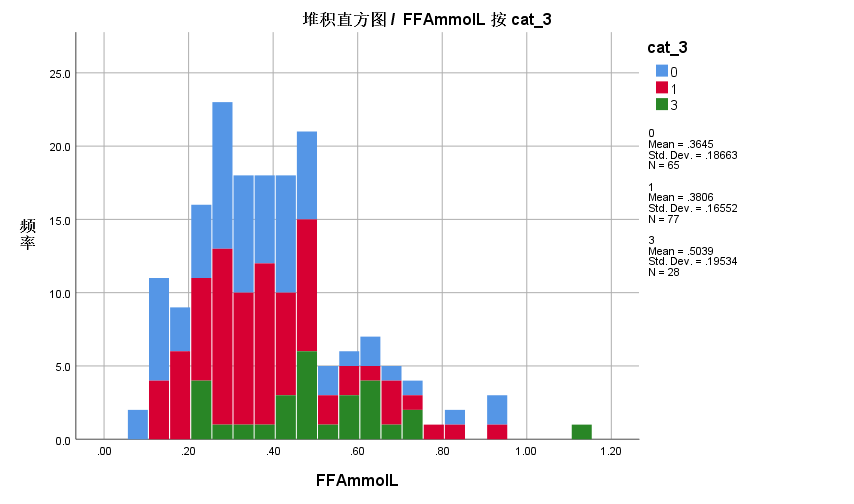 堆积直方图 / FFAmmolL 按 cat_3
25.0
20.0
15.0
10.0
5.0
0.0
频率
.00 .20 .40 .60 .80 1.00 1.20
FFAmmolL
cat_3
0
1
3
0
Mean = .3645
Std. Dev. = .18663
N = 65
1
Mean = .3806
Std. Dev. = .16552
N = 77
3
Mean = .5039
Std. Dev. = .19534
N = 28